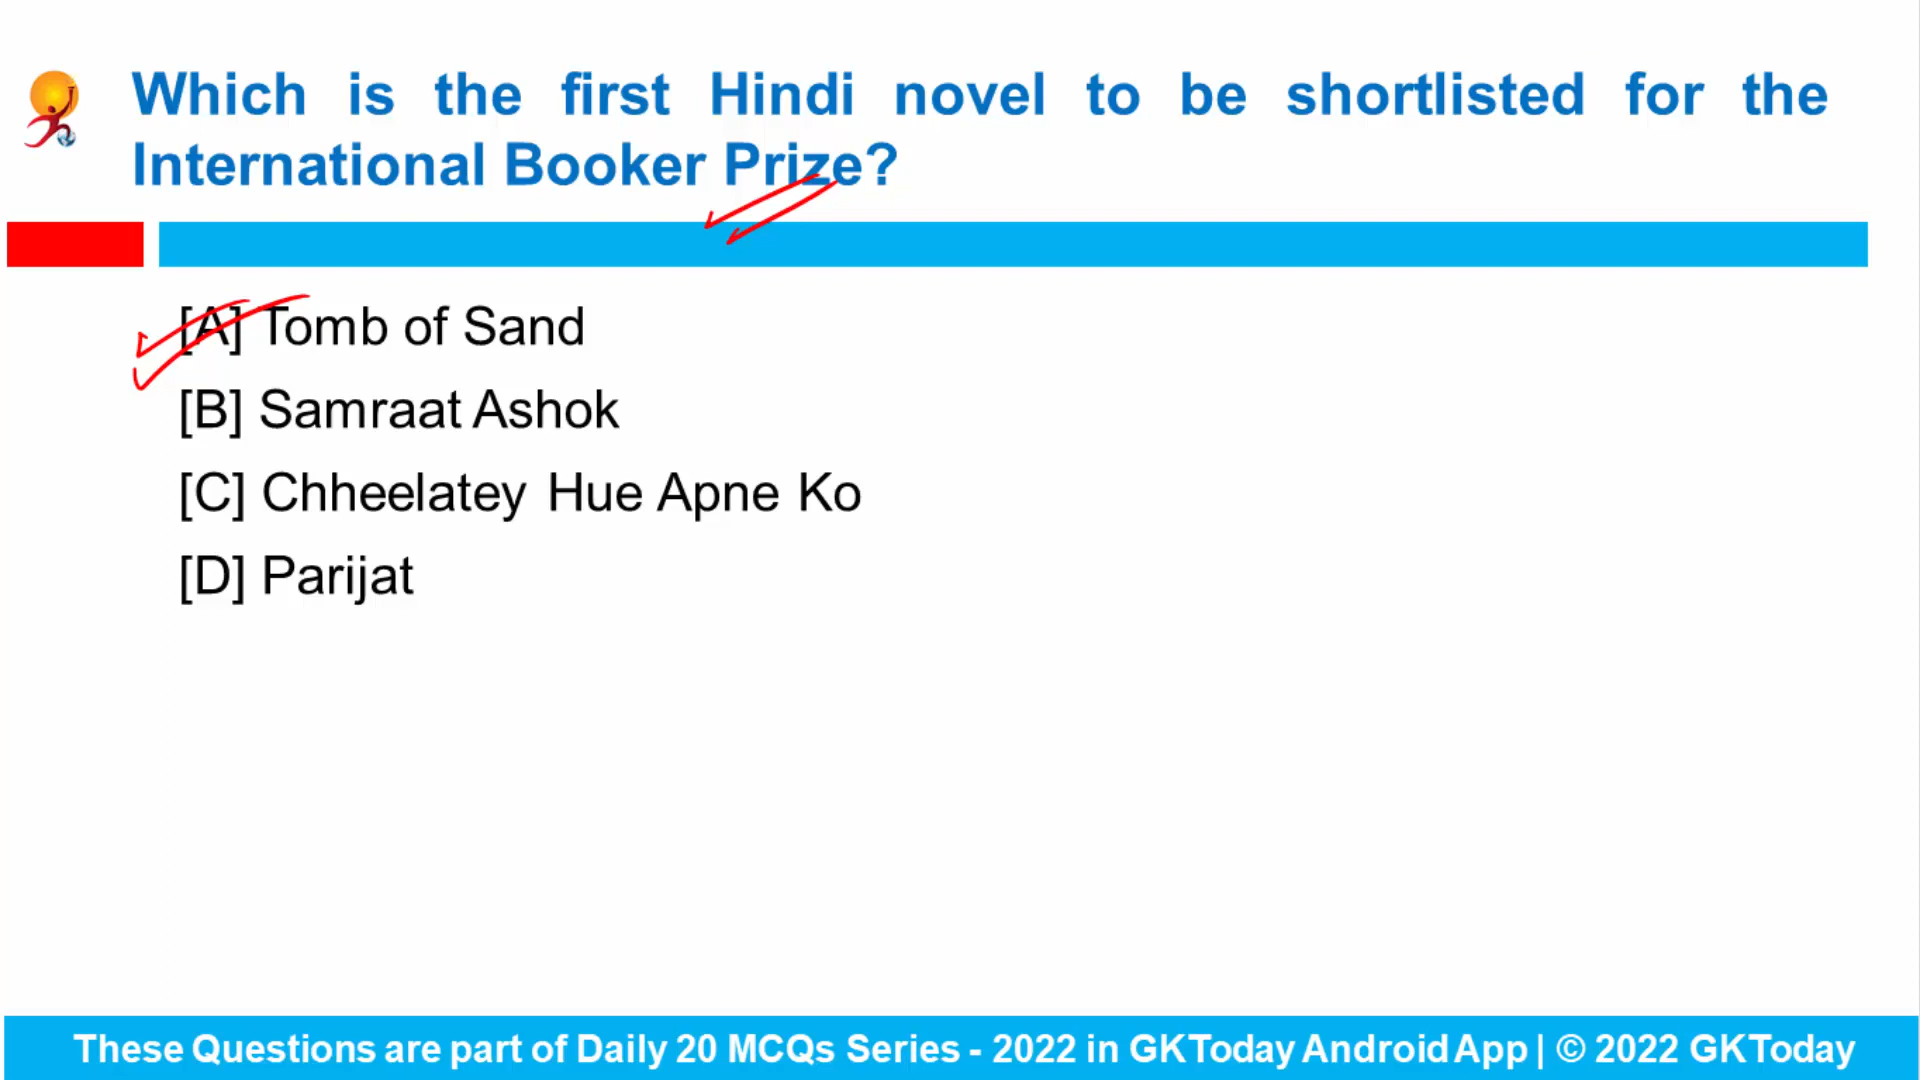 Which is the first Hindi novel to be shortlisted for the
International Booker Prize?
[A] Tomb of Sand
[B] Samraat Ashok
[C] Chheelatey Hue Apne Ko
[D] Parijat
These Questions are part of Daily 20 MCQs Series - 2022 in GKToday Android App | © 2022 GKToday